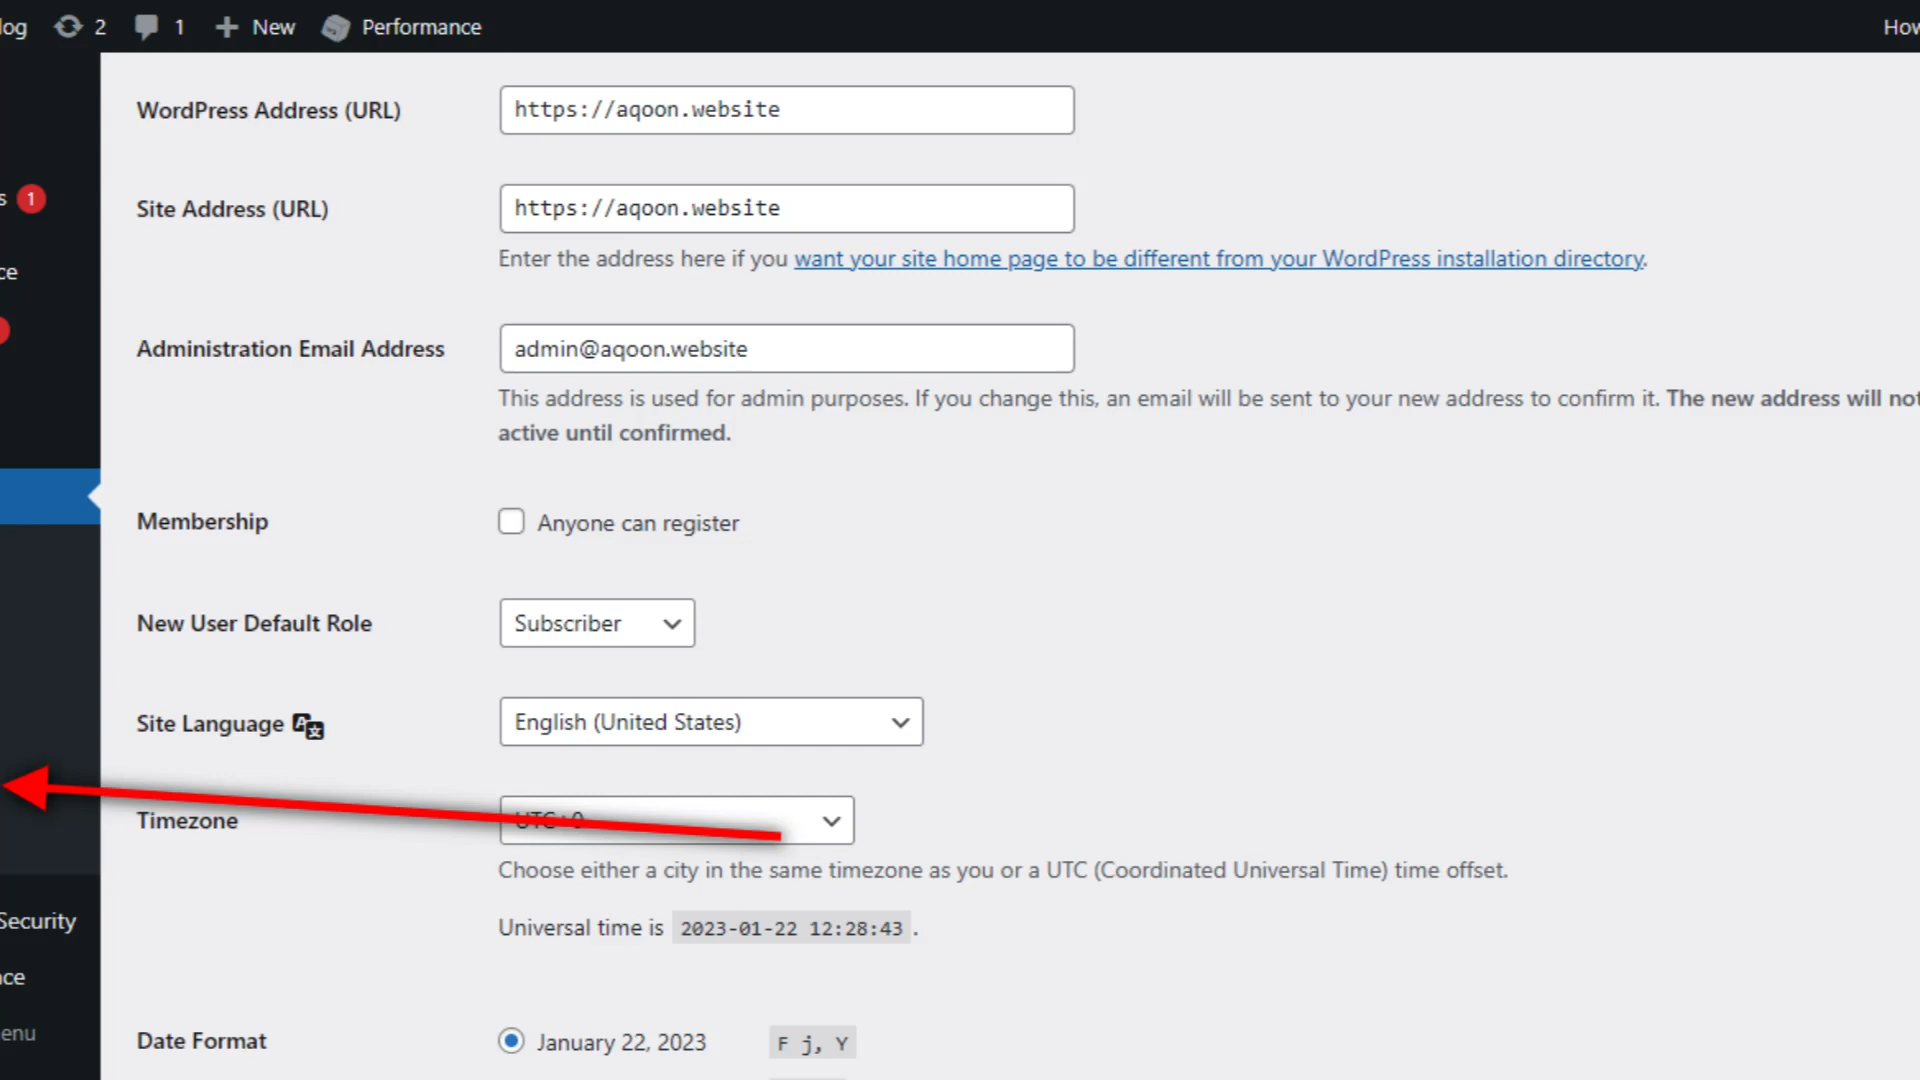 log 2 1 New Performance How
WordPress Address (URL) https://aqoon.website
s 1
Site Address (URL) https://aqoon.website
Enter the address here if you want your site home page to be different from your WordPress installation directory.
ce
Administration Email Address admin@aqoon.website
This address is used for admin purposes. If you change this, an email will be sent to your new address to confirm it. The new address will not
active until confirmed.
Membership Anyone can register
New User Default Role Subscriber
Site Language English (United States)
Timezone UTC+0
Choose either a city in the same timezone as you or a UTC (Coordinated Universal Time) time offset.
Security
Universal time is 2023-01-22 12:28:43 .
nce
enu
Date Format January 22, 2023 F j, Y